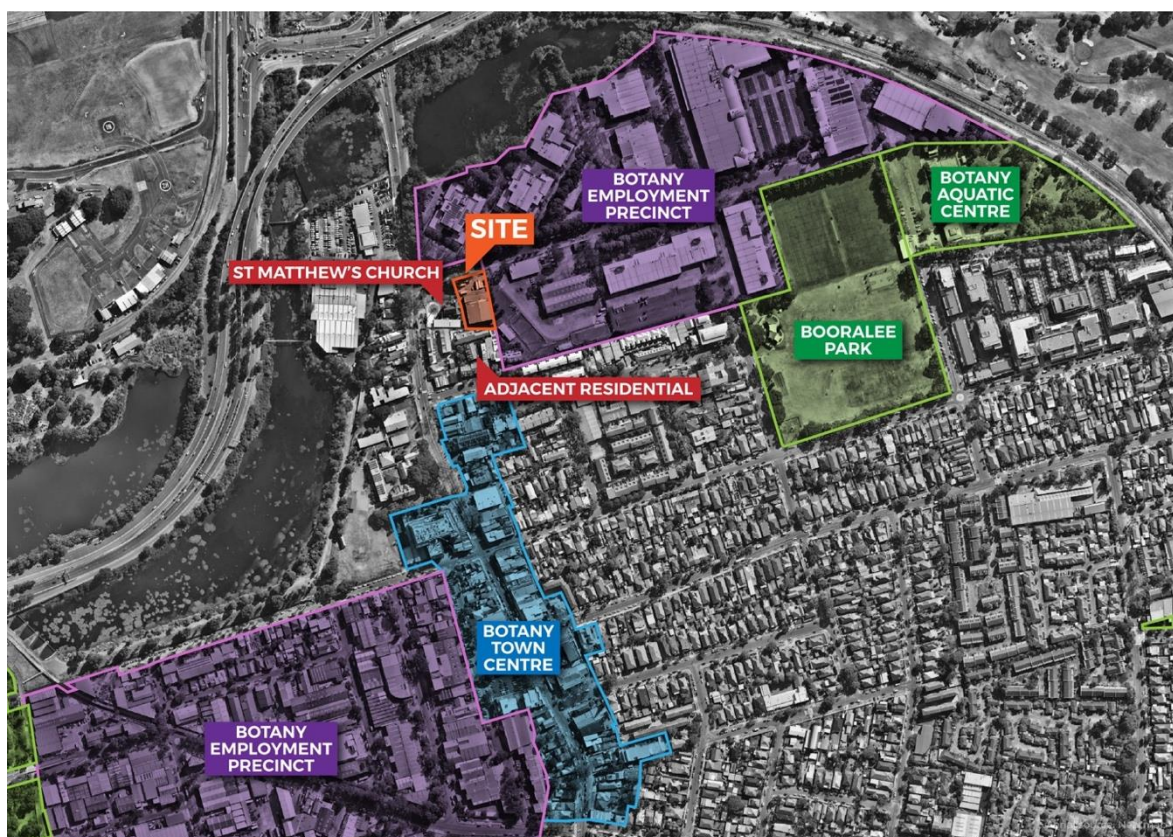 BOTANY
EMPLOYMENT
PRECINCT
BOTANY
AQUATIC
CENTRE
SITE
ST MATTHEW'S CHURCH
BOORALEE
PARK
ADJACENT RESIDENTIAL
BOTANY
TOWN
CENTRE
BOTANY
EMPLOYMENT
PRECINCT